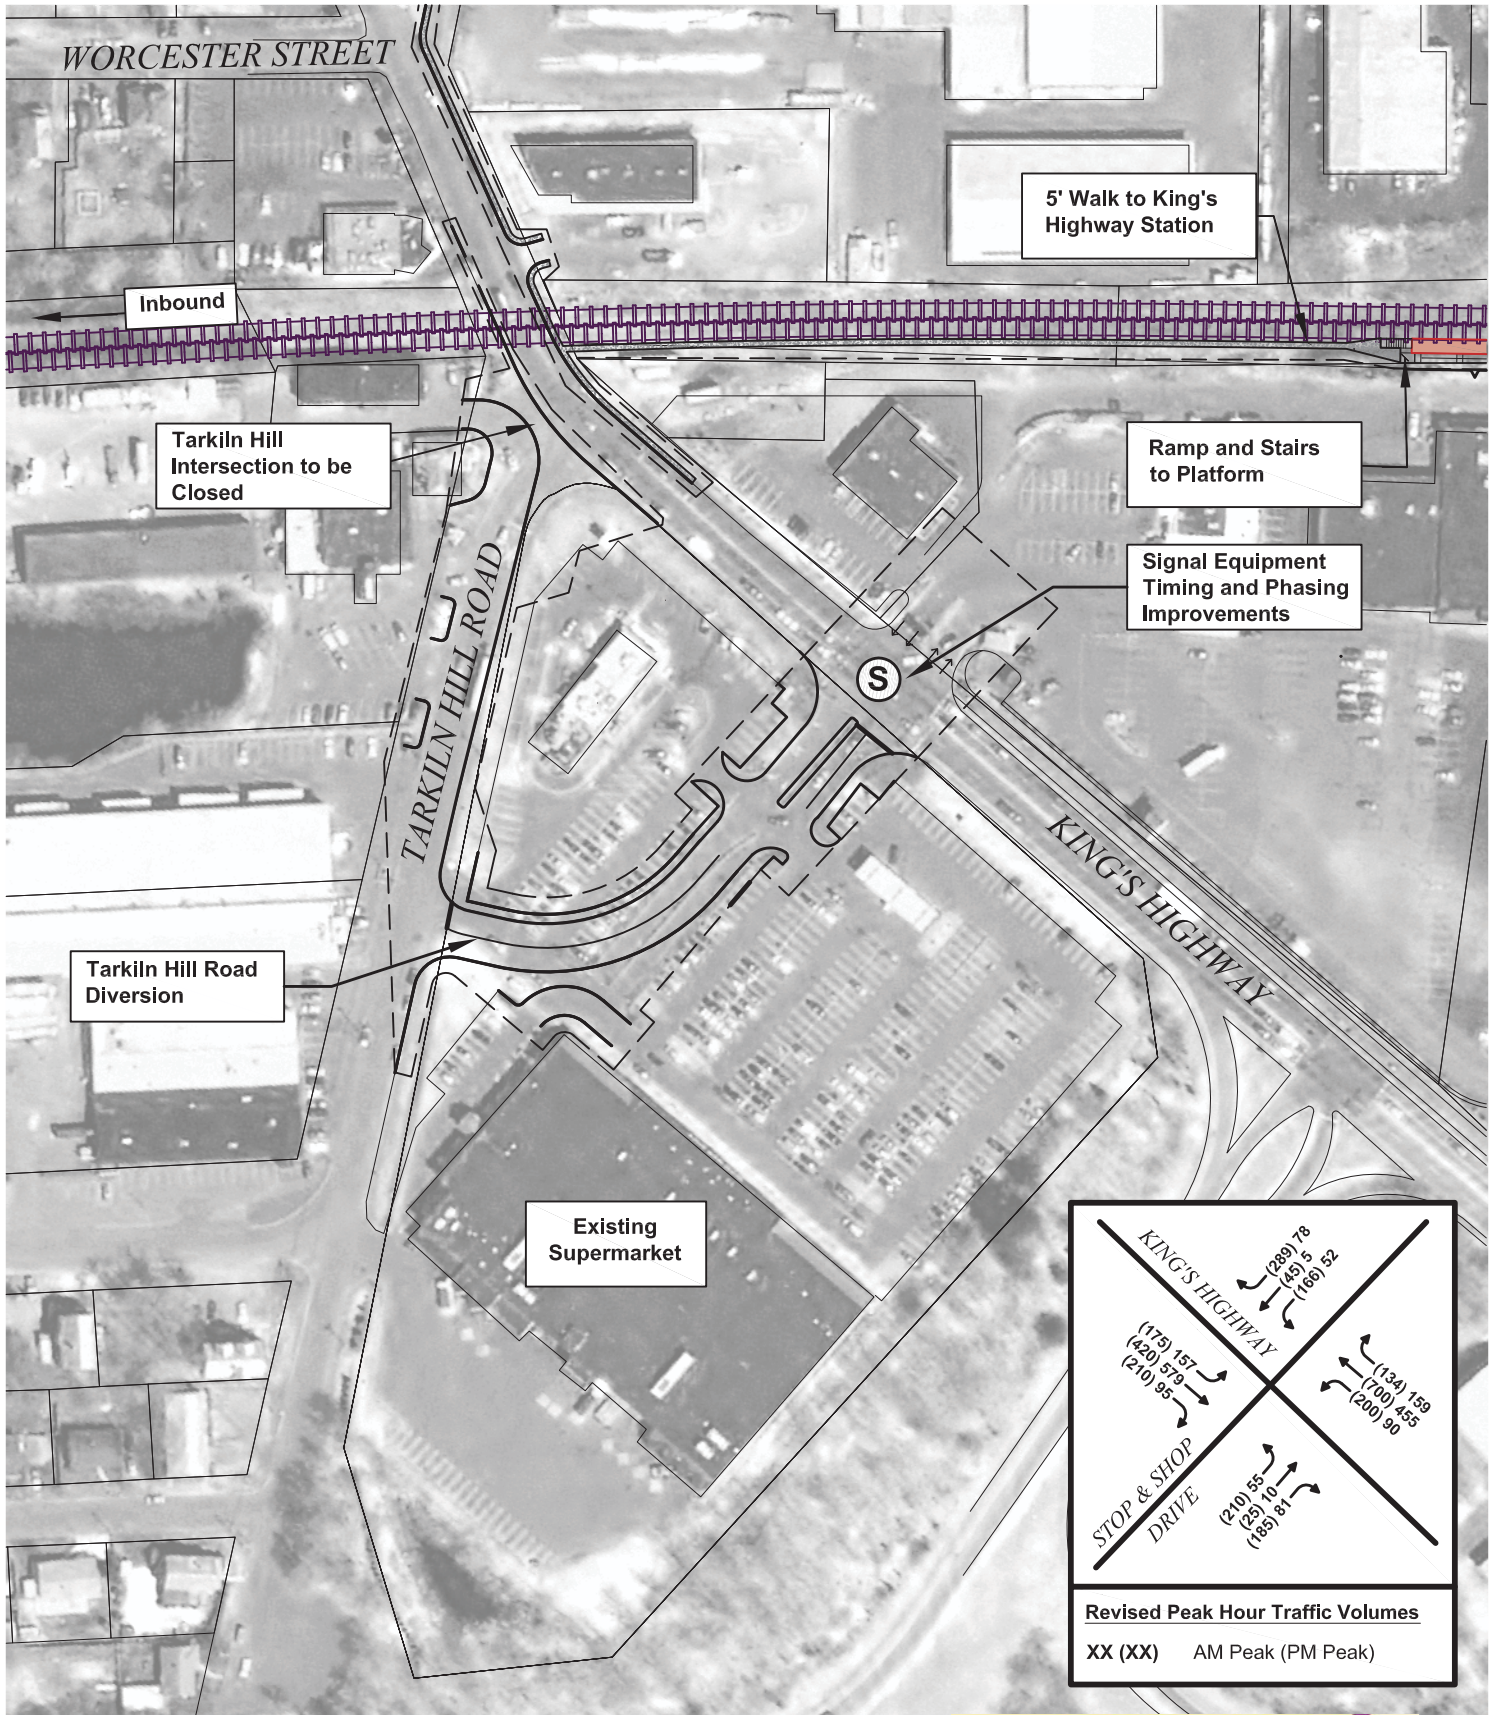 WORCESTER STREET
5' Walk to King's
Highway Station
Inbound
Tarkiln Hill
Intersection to be
Closed
Ramp and Stairs
to Platform
Signal Equipment
Timing and Phasing
Improvements
S
TARKILN HILL ROAD
KING'S HIGHWAY
Tarkiln Hill Road
Diversion
Existing
Supermarket
KING'S HIGHWAY
(289) 78
(45) 5
(166) 52
(175) 157
(420) 579
(210) 95
(134) 159
(700) 455
(200) 90
STOP & SHOP
DRIVE
(210) 55
(25) 10
(185) 81
Revised Peak Hour Traffic Volumes
XX (XX) AM Peak (PM Peak)